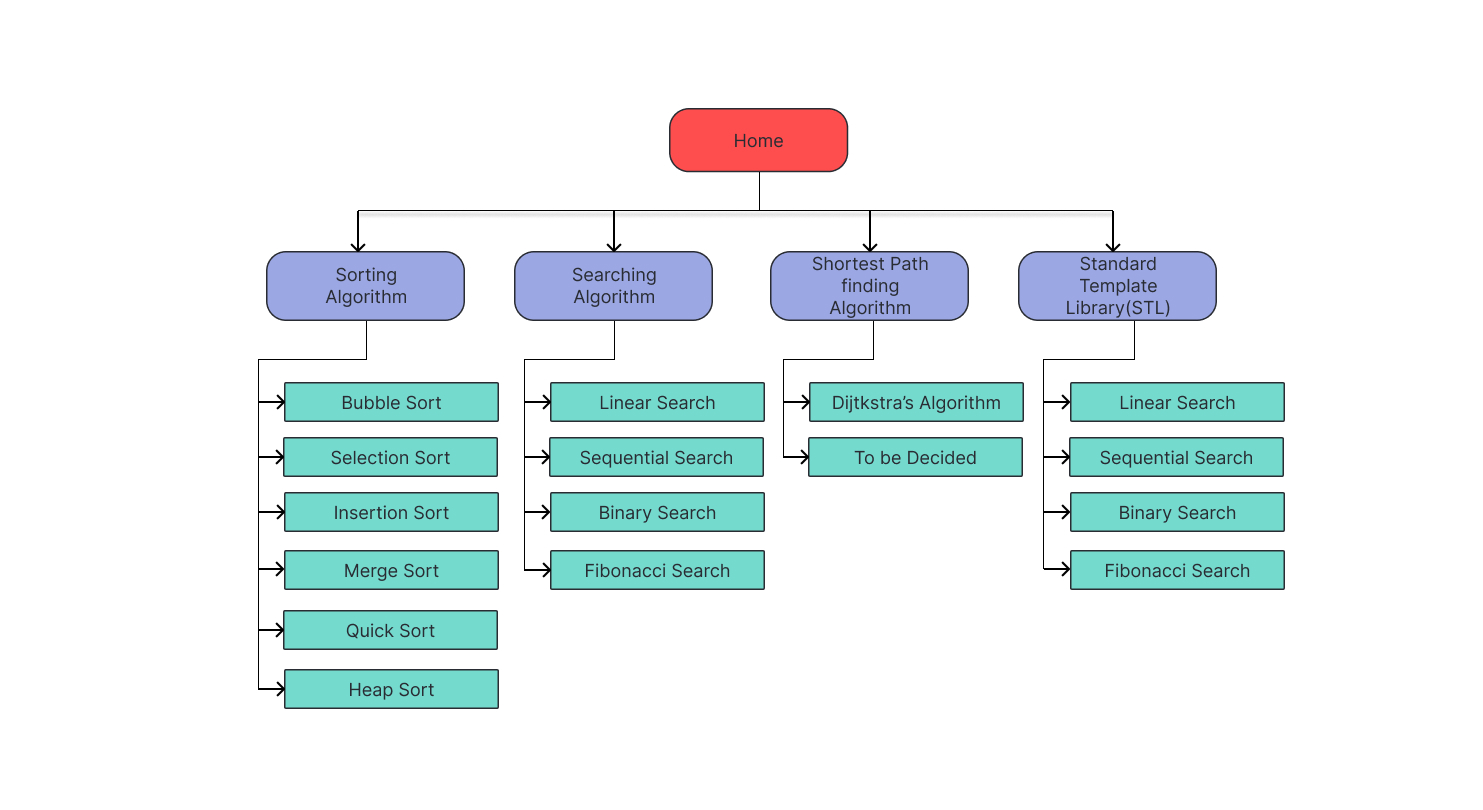 Home
Sorting
Algorithm
Searching
Algorithm
Shortest Path
finding
Algorithm
Standard
Template
Library(STL)
Bubble Sort
Selection Sort
Insertion Sort
Merge Sort
Quick Sort
Heap Sort
Linear Search
Sequential Search
Binary Search
Fibonacci Search
Dijtkstra’s Algorithm
To be Decided
Linear Search
Sequential Search
Binary Search
Fibonacci Search